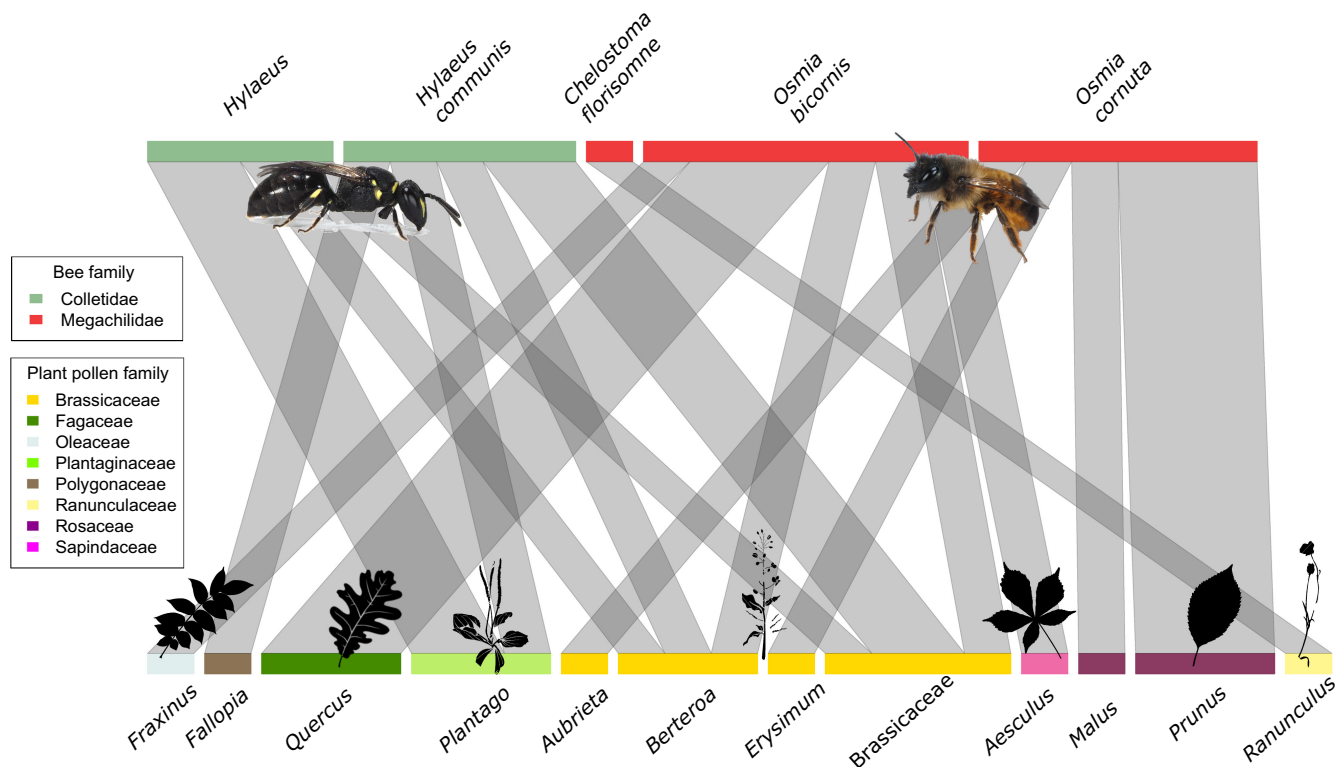 Hylaeus
Hylaeus
communis
Chelostoma
florisomne
Osmia
bicornis
Osmia
cornuta
Bee family
Colletidae
Megachilidae
Plant pollen family
Brassicaceae
Fagaceae
Oleaceae
Plantaginaceae
Polygonaceae
Ranunculaceae
Rosaceae
Sapindaceae
Fraxinus
Fallopia
Quercus
Plantago
Aubrieta
Berteroa
Erysimum
Brassicaceae
Aesculus
Malus
Prunus
Ranunculus